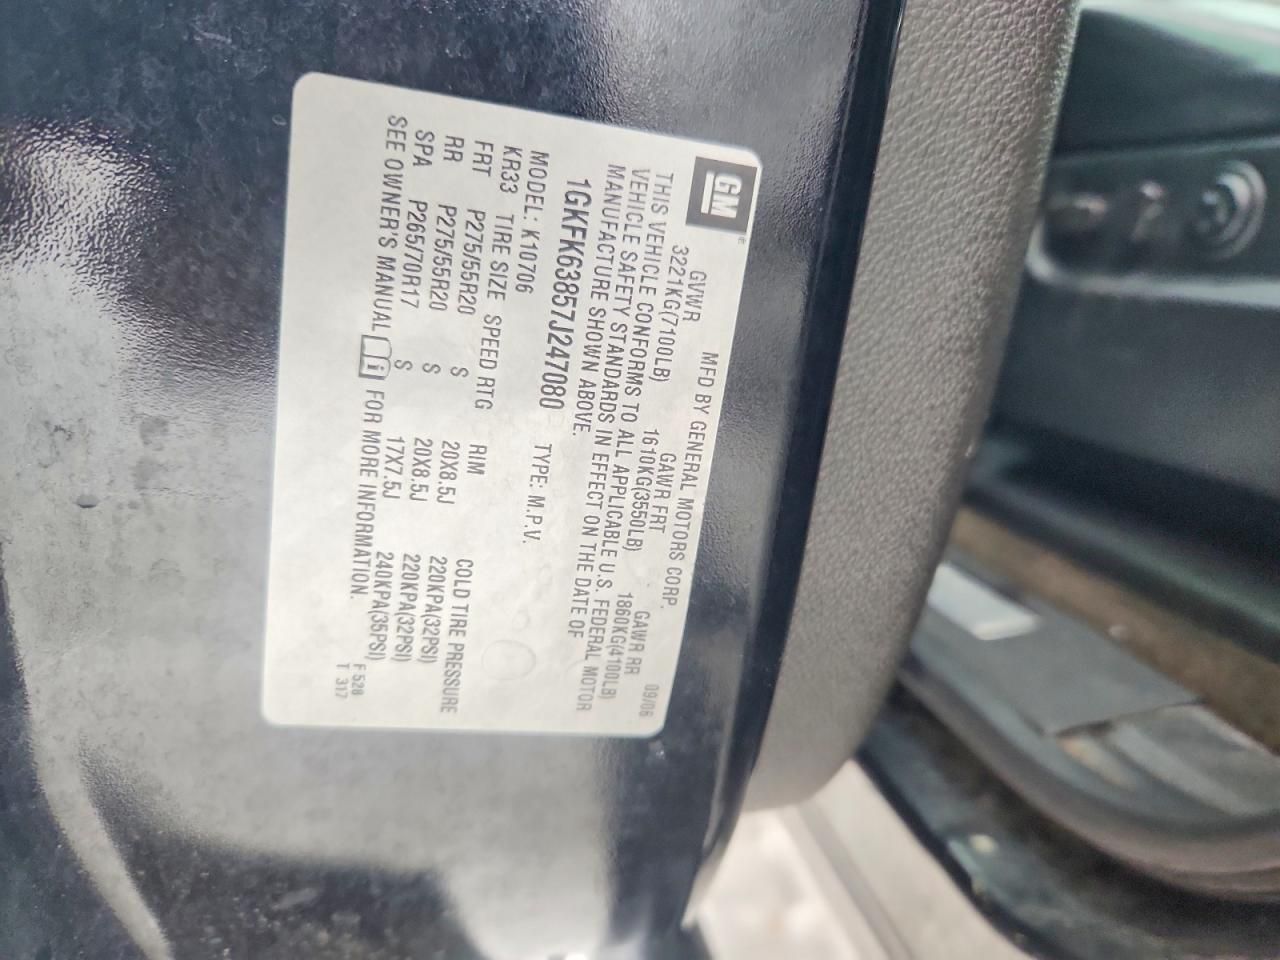 GM®
MFD BY GENERAL MOTORS CORP. 09/06
GVWR GAWR FRT GAWR RR
3221KG(7100LB) 1610KG(3550LB) 1860KG(4100LB)
THIS VEHICLE CONFORMS TO ALL APPLICABLE U.S. FEDERAL MOTOR
VEHICLE SAFETY STANDARDS IN EFFECT ON THE DATE OF
MANUFACTURE SHOWN ABOVE.
1GKFK63857J247080 TYPE: M.P.V.
MODEL: K10706
KR33 TIRE SIZE SPEED RTG RIM COLD TIRE PRESSURE
FRT P275/55R20 S 20X8.5J 220KPA(32PSI)
RR P275/55R20 S 20X8.5J 220KPA(32PSI)
SPA P265/70R17 S 17X7.5J 240KPA(35PSI)
SEE OWNER'S MANUAL i FOR MORE INFORMATION.
F 528
T 317